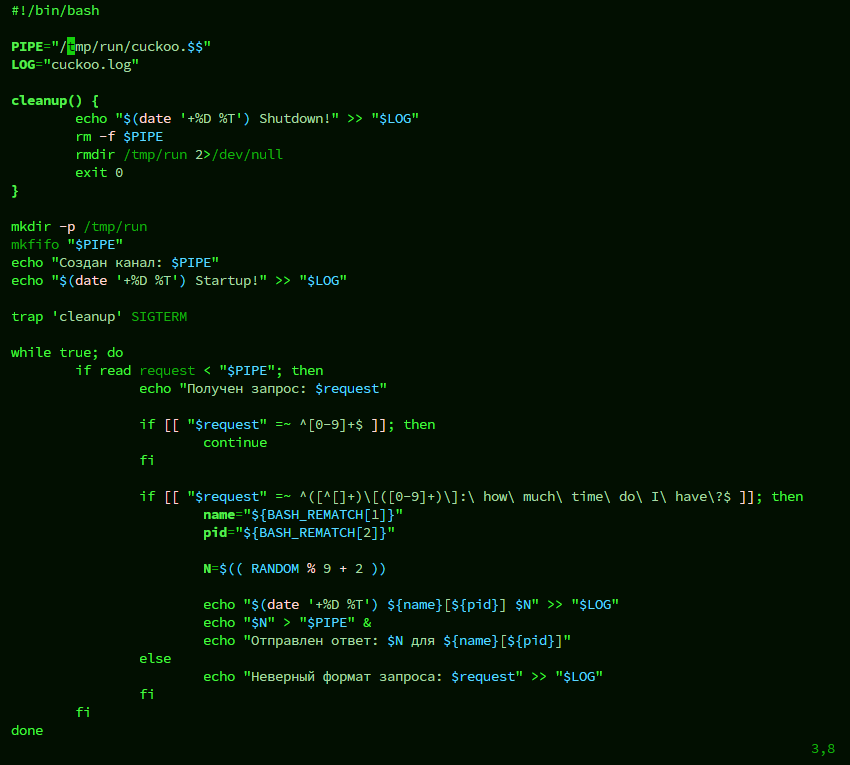 #!/bin/bash

PIPE="/tmp/run/cuckoo.$$"
LOG="cuckoo.log"

cleanup() {
        echo "$(date '+%D %T') Shutdown!" >> "$LOG"
        rm -f $PIPE
        rmdir /tmp/run 2>/dev/null
        exit 0
}

mkdir -p /tmp/run
mkfifo "$PIPE"
echo "Создан канал: $PIPE"
echo "$(date '+%D %T') Startup!" >> "$LOG"

trap 'cleanup' SIGTERM

while true; do
        if read request < "$PIPE"; then
                echo "Получен запрос: $request"

                if [[ "$request" =~ ^[0-9]+$ ]]; then
                        continue
                fi

                if [[ "$request" =~ ^([^[]+)\[([0-9]+)\]:\ how\ much\ time\ do\ I\ have\?$ ]]; then
                        name="${BASH_REMATCH[1]}"
                        pid="${BASH_REMATCH[2]}"

                        N=$(( RANDOM % 9 + 2 ))

                        echo "$(date '+%D %T') ${name}[${pid}] $N" >> "$LOG"
                        echo "$N" > "$PIPE" &
                        echo "Отправлен ответ: $N для ${name}[${pid}]"
                else
                        echo "Неверный формат запроса: $request" >> "$LOG"
                fi
        fi
done
3,8